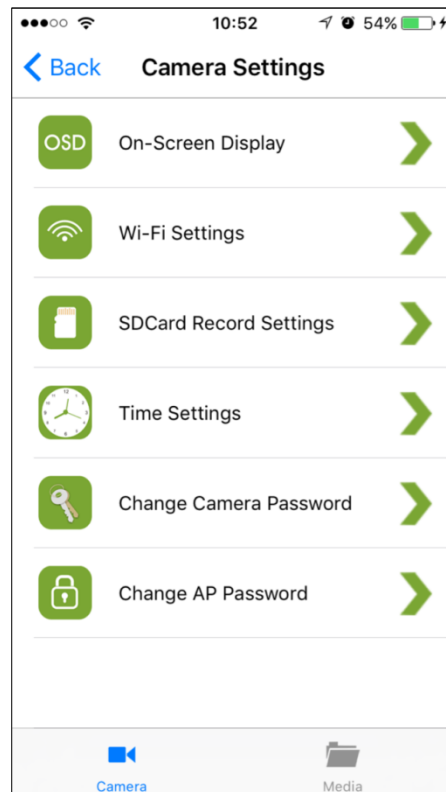 10:52 54%
Back Camera Settings
OSD On-Screen Display
Wi-Fi Settings
SDCard Record Settings
Time Settings
Change Camera Password
Change AP Password
Camera Media